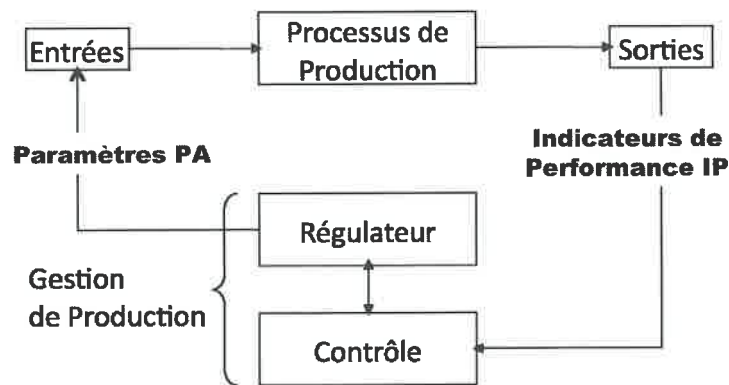 Entrées
Processus de
Production
Sorties
Paramètres PA
Indicateurs de
Performance IP
Régulateur
Gestion
de Production
Contrôle